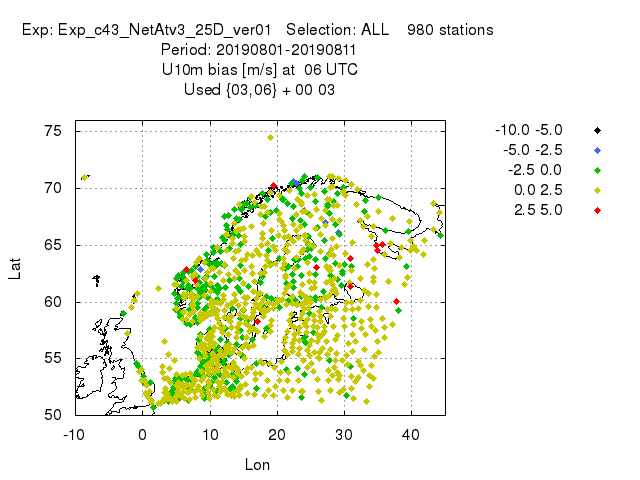 Exp: Exp_c43_NetAtv3_25D_ver01 Selection: ALL 980 stations
Period: 20190801-20190811
U10m bias [m/s] at 06 UTC
Used {03,06} + 00 03
-10.0 -5.0
-5.0 -2.5
-2.5 0.0
0.0 2.5
2.5 5.0
75
70
65
60
55
50
Lat
-10 0 10 20 30 40
Lon